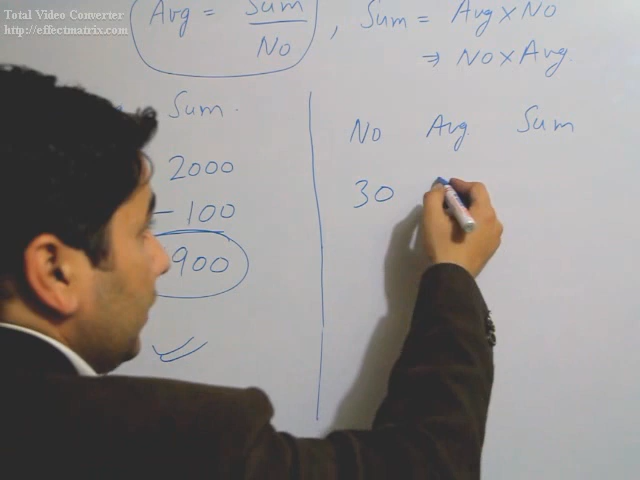 Total Video Converter
http://effectmatrix.com
Avg = Sum / No , Sum = Avg x No
⇒ No x Avg.
Sum.
2000
- 100
900
No Avg. Sum
30